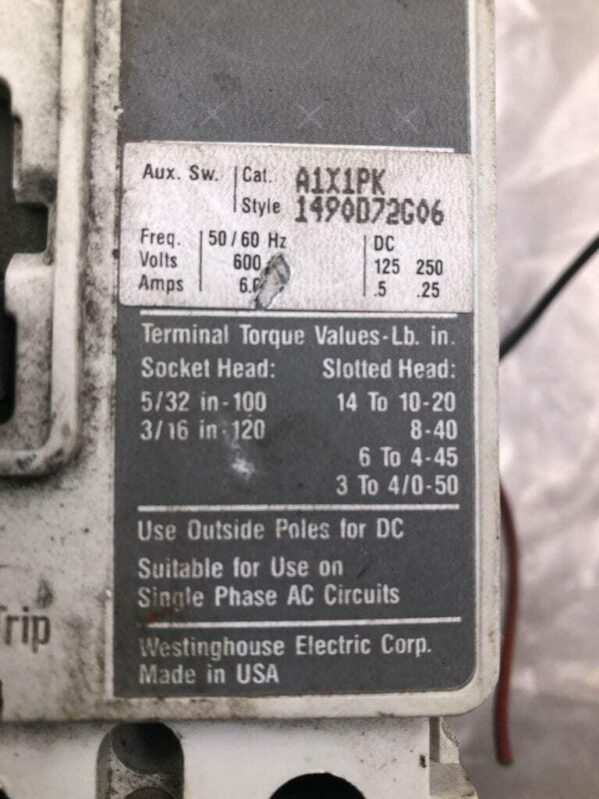 Aux. Sw. Cat. A1X1PK
Style 1490D72G06
Freq. 50/60 Hz DC
Volts 600 125 250
Amps 6.0 .5 .25
Terminal Torque Values-Lb. in.
Socket Head: Slotted Head:
5/32 in-100 14 To 10-20
3/16 in-120 8-40
6 To 4-45
3 To 4/0-50
Use Outside Poles for DC
Suitable for Use on
Single Phase AC Circuits
Trip
Westinghouse Electric Corp.
Made in USA